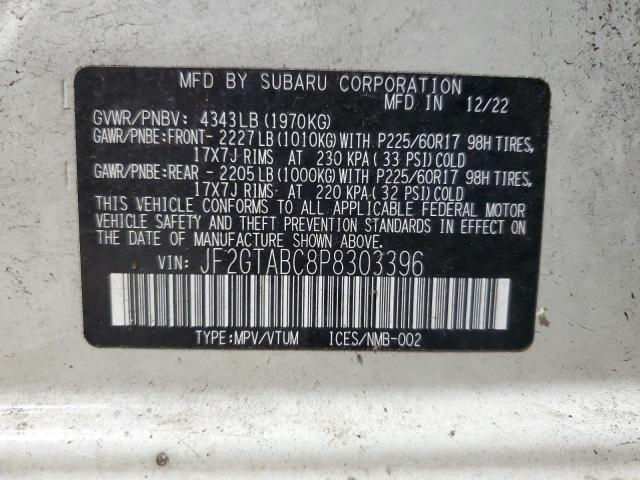 MFD BY SUBARU CORPORATION
MFD IN 12/22
GVWR/PNBV: 4343LB(1970KG)
GAWR/PNBE:FRONT- 2227LB(1010KG)WITH P225/60R17 98H TIRES,
17X7J RIMS AT 230 KPA( 33 PSI)COLD
GAWR/PNBE:REAR - 2205LB(1000KG)WITH P225/60R17 98H TIRES,
17X7J RIMS AT 220 KPA( 32 PSI)COLD
THIS VEHICLE CONFORMS TO ALL APPLICABLE FEDERAL MOTOR
VEHICLE SAFETY AND THEFT PREVENTION STANDARDS IN EFFECT
ON THE DATE OF MANUFACTURE SHOWN ABOVE.
VIN: JF2GTABC8P8303396
TYPE:MPV/VTUM ICES/NMB-002